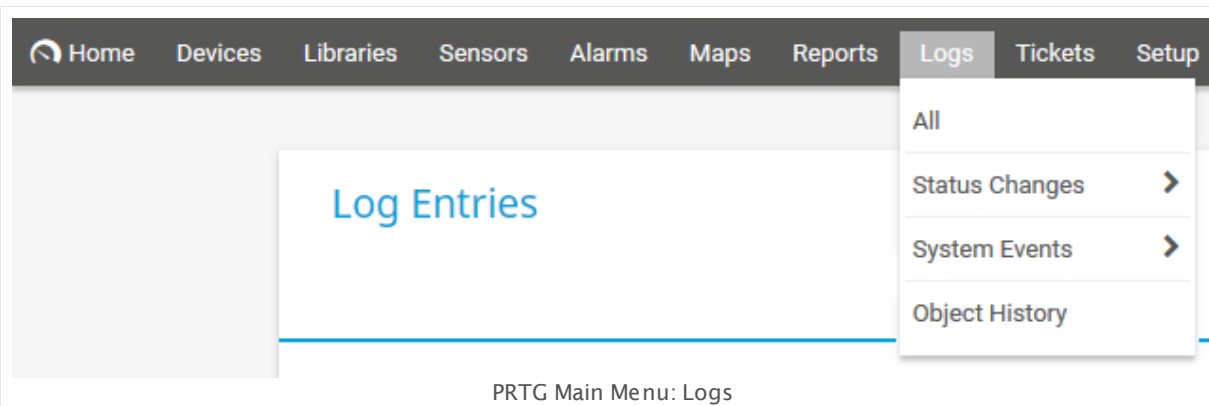 Home Devices Libraries Sensors Alarms Maps Reports Logs Tickets Setup
All
Status Changes
Log Entries
System Events
Object History
PRTG Main Menu: Logs